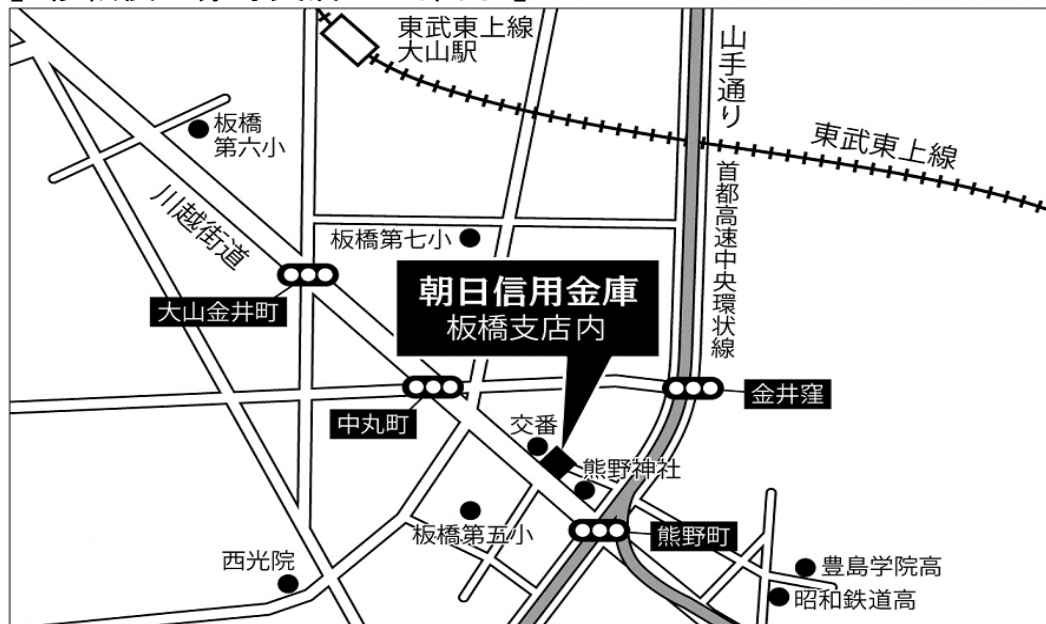 東武東上線
大山駅
山手通り
東武東上線
板橋
第六小
首都高速中央環状線
川越街道
板橋第七小
朝日信用金庫
板橋支店内
大山金井町
金井窪
中丸町
交番
熊野神社
板橋第五小
熊野町
西光院
豊島学院高
昭和鉄道高